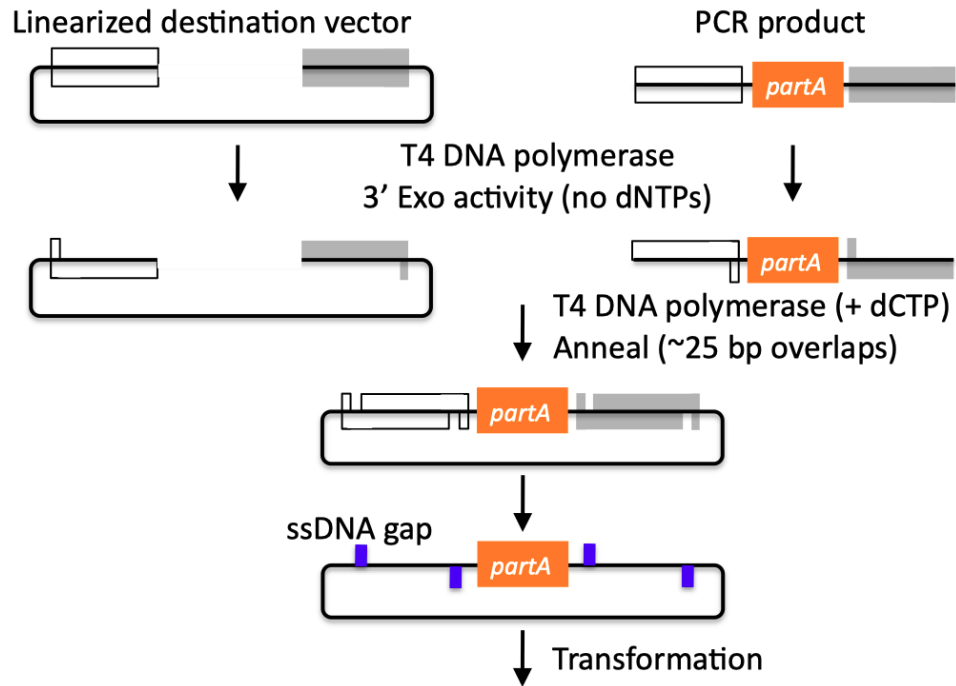 Linearized destination vector
PCR product
partA
T4 DNA polymerase
3’ Exo activity (no dNTPs)
partA
T4 DNA polymerase (+ dCTP)
Anneal (~25 bp overlaps)
partA
ssDNA gap
partA
Transformation